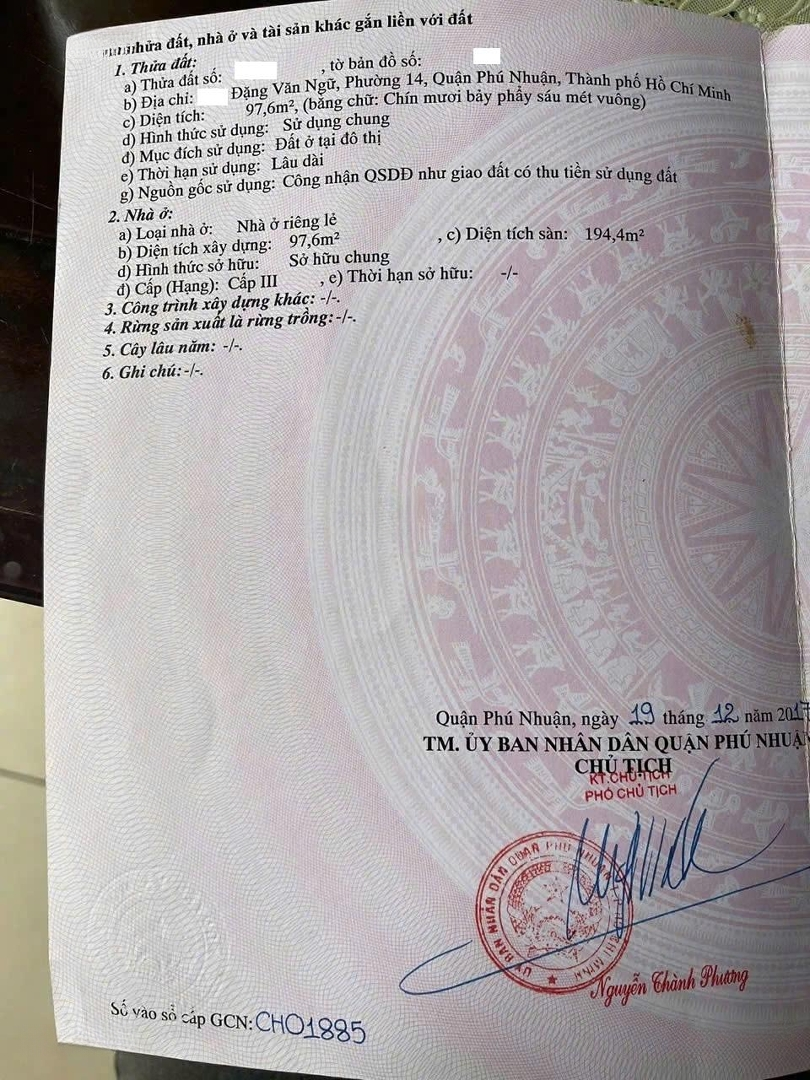 hửa đất, nhà ở và tài sản khác gắn liền với đất
1. Thửa đất:
a) Thửa đất số: , tờ bản đồ số:
b) Địa chỉ: Đặng Văn Ngữ, Phường 14, Quận Phú Nhuận, Thành phố Hồ Chí Minh
c) Diện tích: 97,6m², (bằng chữ: Chín mươi bảy phẩy sáu mét vuông)
d) Hình thức sử dụng: Sử dụng chung
đ) Mục đích sử dụng: Đất ở tại đô thị
e) Thời hạn sử dụng: Lâu dài
g) Nguồn gốc sử dụng: Công nhận QSDĐ như giao đất có thu tiền sử dụng đất
2. Nhà ở:
a) Loại nhà ở: Nhà ở riêng lẻ
b) Diện tích xây dựng: 97,6m² , c) Diện tích sàn: 194,4m²
d) Hình thức sở hữu: Sở hữu chung
đ) Cấp (Hạng): Cấp III , e) Thời hạn sở hữu: -/-
3. Công trình xây dựng khác: -/-.
4. Rừng sản xuất là rừng trồng: -/-.
5. Cây lâu năm: -/-.
6. Ghi chú: -/-.
Quận Phú Nhuận, ngày 19 tháng 12 năm 2017
TM. ỦY BAN NHÂN DÂN QUẬN PHÚ NHUẬN
CHỦ TỊCH
KT.CHỦ TỊCH
PHÓ CHỦ TỊCH
ỦY BAN NHÂN DÂN QUẬN PHÚ NHUẬN
Nguyễn Thành Phương
Số vào sổ cấp GCN: CH01885